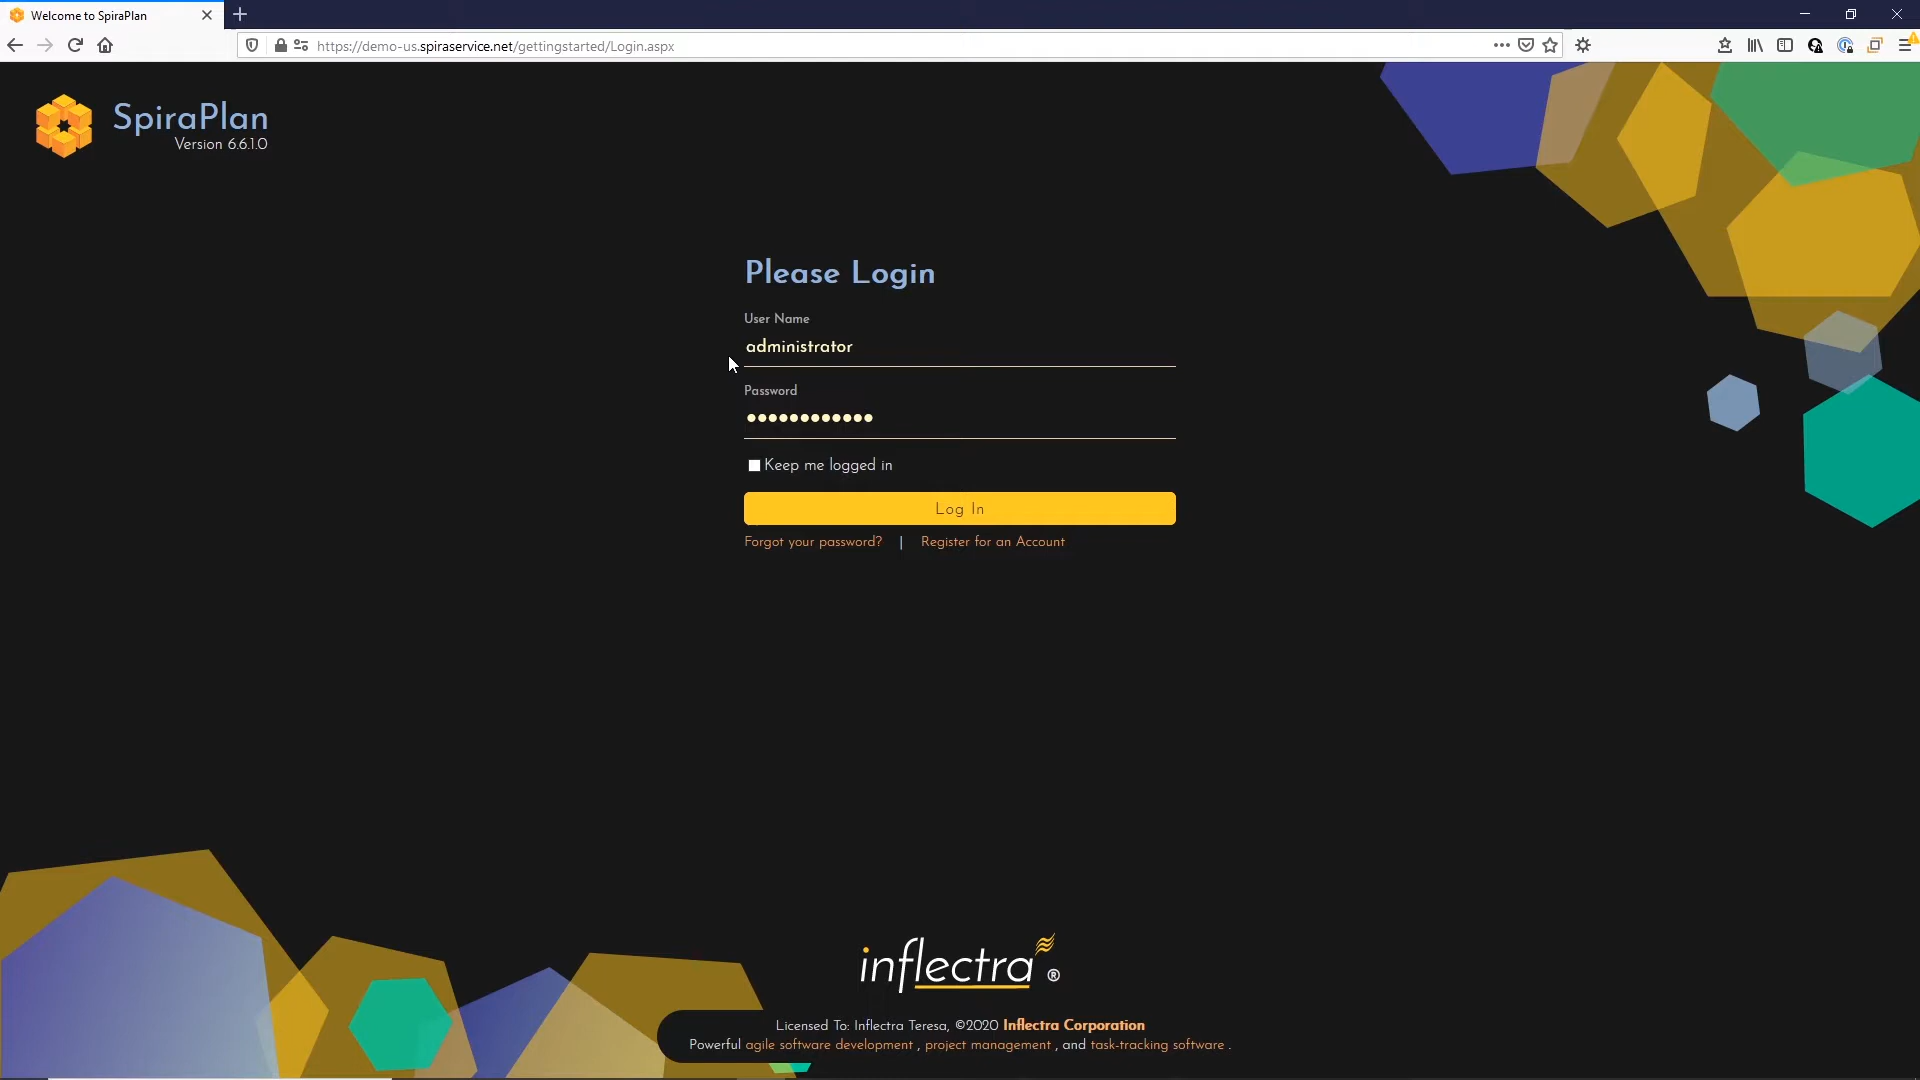 Welcome to SpiraPlan
https://demo-us.spiraservice.net/gettingstarted/Login.aspx
SpiraPlan
Version 6.6.1.0
Please Login
User Name
administrator
Password
●●●●●●●●●●●●
Keep me logged in
Log In
Forgot your password? | Register for an Account
inflectra®
Licensed To: Inflectra Teresa, ©2020 Inflectra Corporation
Powerful agile software development , project management , and task-tracking software .